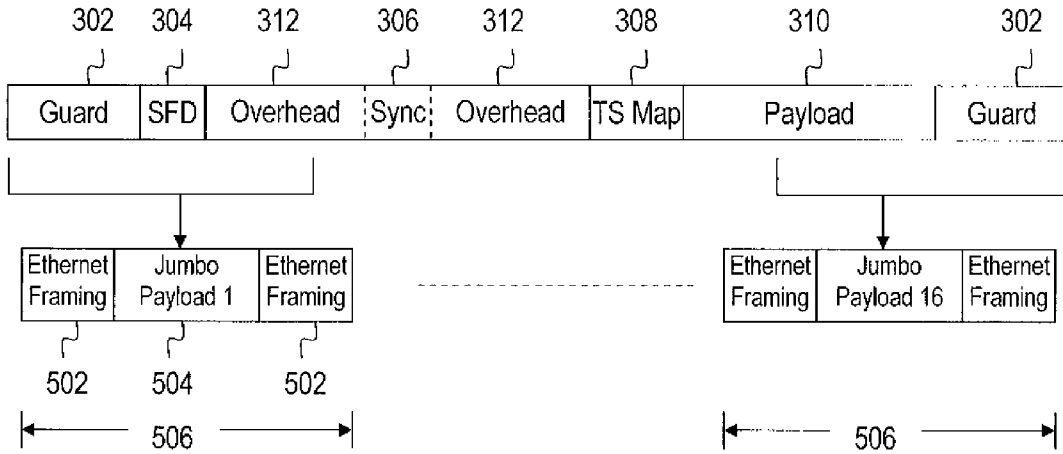 302 304 312 306 312 308 310 302
Guard SFD Overhead Sync Overhead TS Map Payload Guard
Ethernet Framing Jumbo Payload 1 Ethernet Framing Ethernet Framing Jumbo Payload 16 Ethernet Framing
502 504 502
506 506